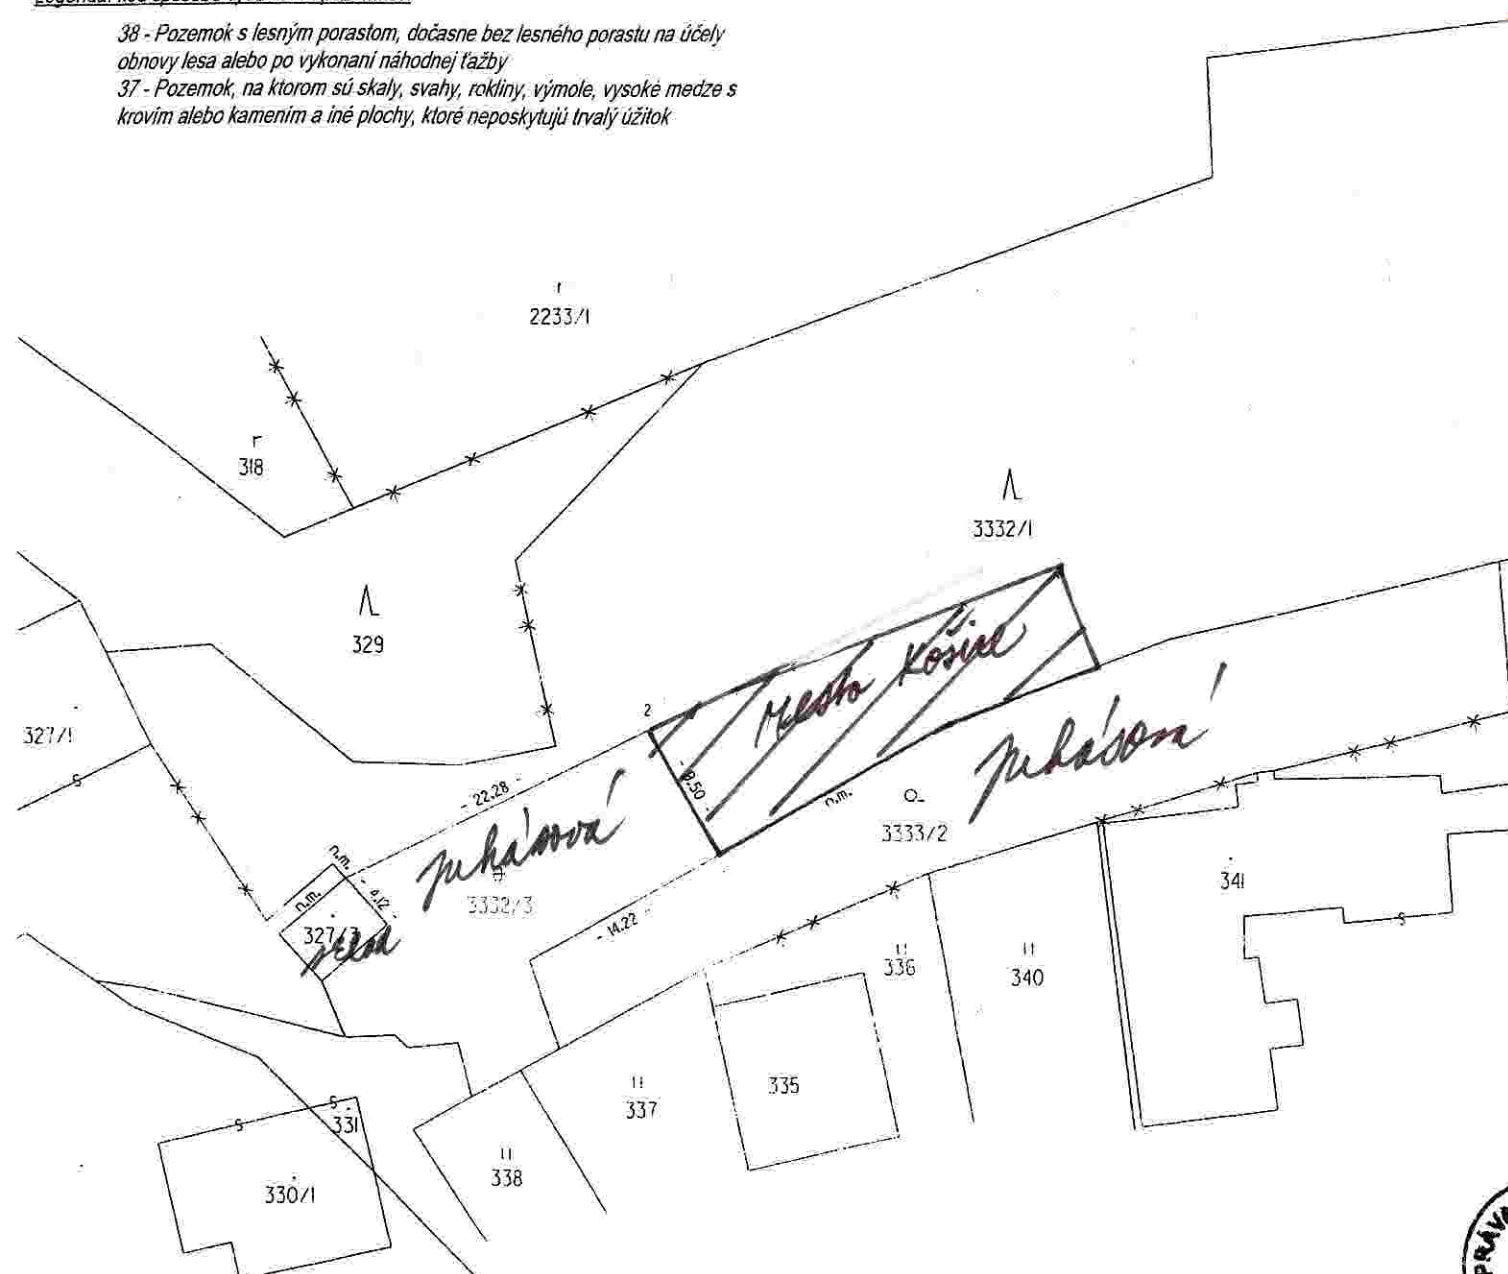 38 - Pozemok s lesným porastom, dočasne bez lesného porastu na účely
obnovy lesa alebo po vykonaní náhodnej ťažby
37 - Pozemok, na ktorom sú skaly, svahy, rokliny, výmole, vysoké medze s
krovím alebo kamením a iné plochy, ktoré neposkytujú trvalý úžitok
r
2233/1
r
318
3332/1
329
Mesto Košice
327/1
s
2
- 22.28 -
- 9.50 -
Juhásová
Juhásová
n.m.
3333/2
n.m.
n.m.
- 4.12 -
3332/3
327/3
- 14.22 -
341
s
336
340
335
337
s
s
331
338
330/1
PRÁV